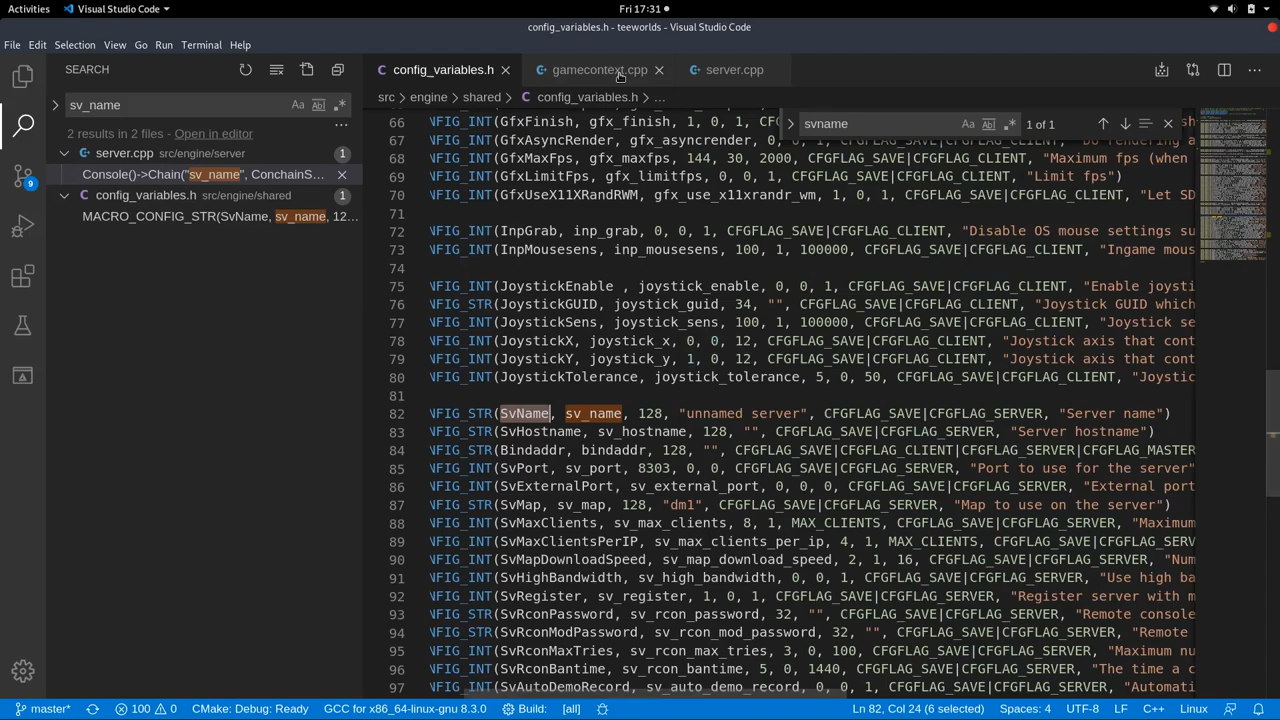 Activities Visual Studio Code Fri 17:31
config_variables.h - teeworlds - Visual Studio Code
File Edit Selection View Go Run Terminal Help
SEARCH
config_variables.h gamecontext.cpp server.cpp
sv_name
src engine shared config_variables.h ...
svname 1 of 1
2 results in 2 files - Open in editor
server.cpp src/engine/server 1
Console()->Chain("sv_name", ConchainS…
config_variables.h src/engine/shared 1
MACRO_CONFIG_STR(SvName, sv_name, 12…
9
66 NFIG_INT(GfxFinish, gfx_finish, 1, 0, 1, CF
67 NFIG_INT(GfxAsyncRender, gfx_asyncrender, 0, 0, 1, "Do rendering a
68 NFIG_INT(GfxMaxFps, gfx_maxfps, 144, 30, 2000, CFGFLAG_SAVE|CFGFLAG_CLIENT, "Maximum fps (when
69 NFIG_INT(GfxLimitFps, gfx_limitfps, 0, 0, 1, CFGFLAG_SAVE|CFGFLAG_CLIENT, "Limit fps")
70 NFIG_INT(GfxUseX11XRandRWM, gfx_use_x11xrandr_wm, 1, 0, 1, CFGFLAG_SAVE|CFGFLAG_CLIENT, "Let SD
71
72 NFIG_INT(InpGrab, inp_grab, 0, 0, 1, CFGFLAG_SAVE|CFGFLAG_CLIENT, "Disable OS mouse settings su
73 NFIG_INT(InpMousesens, inp_mousesens, 100, 1, 100000, CFGFLAG_SAVE|CFGFLAG_CLIENT, "Ingame mous
74
75 NFIG_INT(JoystickEnable , joystick_enable, 0, 0, 1, CFGFLAG_SAVE|CFGFLAG_CLIENT, "Enable joysti
76 NFIG_STR(JoystickGUID, joystick_guid, 34, "", CFGFLAG_SAVE|CFGFLAG_CLIENT, "Joystick GUID which
77 NFIG_INT(JoystickSens, joystick_sens, 100, 1, 100000, CFGFLAG_SAVE|CFGFLAG_CLIENT, "Joystick se
78 NFIG_INT(JoystickX, joystick_x, 0, 0, 12, CFGFLAG_SAVE|CFGFLAG_CLIENT, "Joystick axis that cont
79 NFIG_INT(JoystickY, joystick_y, 1, 0, 12, CFGFLAG_SAVE|CFGFLAG_CLIENT, "Joystick axis that cont
80 NFIG_INT(JoystickTolerance, joystick_tolerance, 5, 0, 50, CFGFLAG_SAVE|CFGFLAG_CLIENT, "Joystic
81
82 NFIG_STR(SvName, sv_name, 128, "unnamed server", CFGFLAG_SAVE|CFGFLAG_SERVER, "Server name")
83 NFIG_STR(SvHostname, sv_hostname, 128, "", CFGFLAG_SAVE|CFGFLAG_SERVER, "Server hostname")
84 NFIG_STR(Bindaddr, bindaddr, 128, "", CFGFLAG_SAVE|CFGFLAG_CLIENT|CFGFLAG_SERVER|CFGFLAG_MASTER
85 NFIG_INT(SvPort, sv_port, 8303, 0, 0, CFGFLAG_SAVE|CFGFLAG_SERVER, "Port to use for the server"
86 NFIG_INT(SvExternalPort, sv_external_port, 0, 0, 0, CFGFLAG_SAVE|CFGFLAG_SERVER, "External port
87 NFIG_STR(SvMap, sv_map, 128, "dm1", CFGFLAG_SAVE|CFGFLAG_SERVER, "Map to use on the server")
88 NFIG_INT(SvMaxClients, sv_max_clients, 8, 1, MAX_CLIENTS, CFGFLAG_SAVE|CFGFLAG_SERVER, "Maximum
89 NFIG_INT(SvMaxClientsPerIP, sv_max_clients_per_ip, 4, 1, MAX_CLIENTS, CFGFLAG_SAVE|CFGFLAG_SERV
90 NFIG_INT(SvMapDownloadSpeed, sv_map_download_speed, 2, 1, 16, CFGFLAG_SAVE|CFGFLAG_SERVER, "Num
91 NFIG_INT(SvHighBandwidth, sv_high_bandwidth, 0, 0, 1, CFGFLAG_SAVE|CFGFLAG_SERVER, "Use high ba
92 NFIG_INT(SvRegister, sv_register, 1, 0, 1, CFGFLAG_SAVE|CFGFLAG_SERVER, "Register server with m
93 NFIG_STR(SvRconPassword, sv_rcon_password, 32, "", CFGFLAG_SAVE|CFGFLAG_SERVER, "Remote console
94 NFIG_STR(SvRconModPassword, sv_rcon_mod_password, 32, "", CFGFLAG_SAVE|CFGFLAG_SERVER, "Remote
95 NFIG_INT(SvRconMaxTries, sv_rcon_max_tries, 3, 0, 100, CFGFLAG_SAVE|CFGFLAG_SERVER, "Maximum nu
96 NFIG_INT(SvRconBantime, sv_rcon_bantime, 5, 0, 1440, CFGFLAG_SAVE|CFGFLAG_SERVER, "The time a c
97 NFIG_INT(SvAutoDemoRecord, sv_auto_demo_record, 0, 0, 1, CFGFLAG_SAVE|CFGFLAG_SERVER, "Automati
master* 100 0 CMake: Debug: Ready GCC for x86_64-linux-gnu 8.3.0 Build: [all] Ln 82, Col 24 (6 selected) Spaces: 4 UTF-8 LF C++ Linux